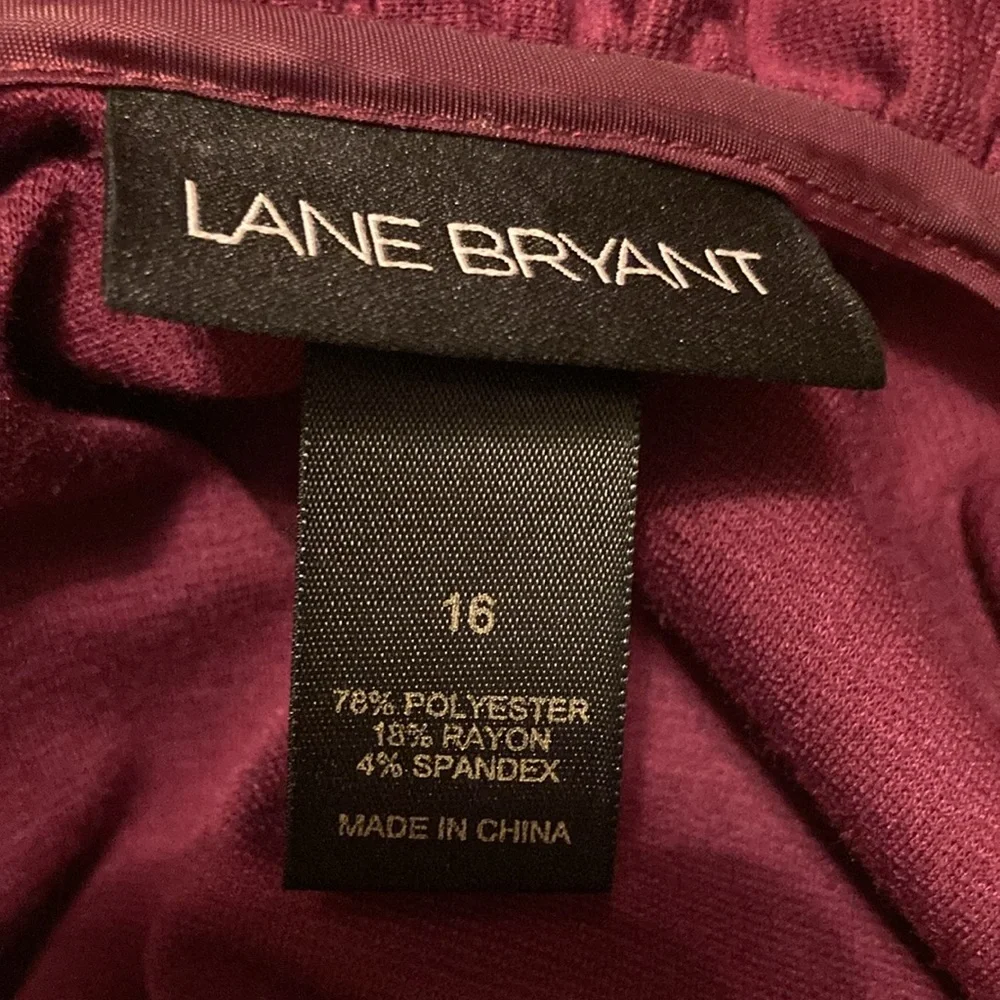 LANE BRYANT
16
78% POLYESTER
18% RAYON
4% SPANDEX
MADE IN CHINA